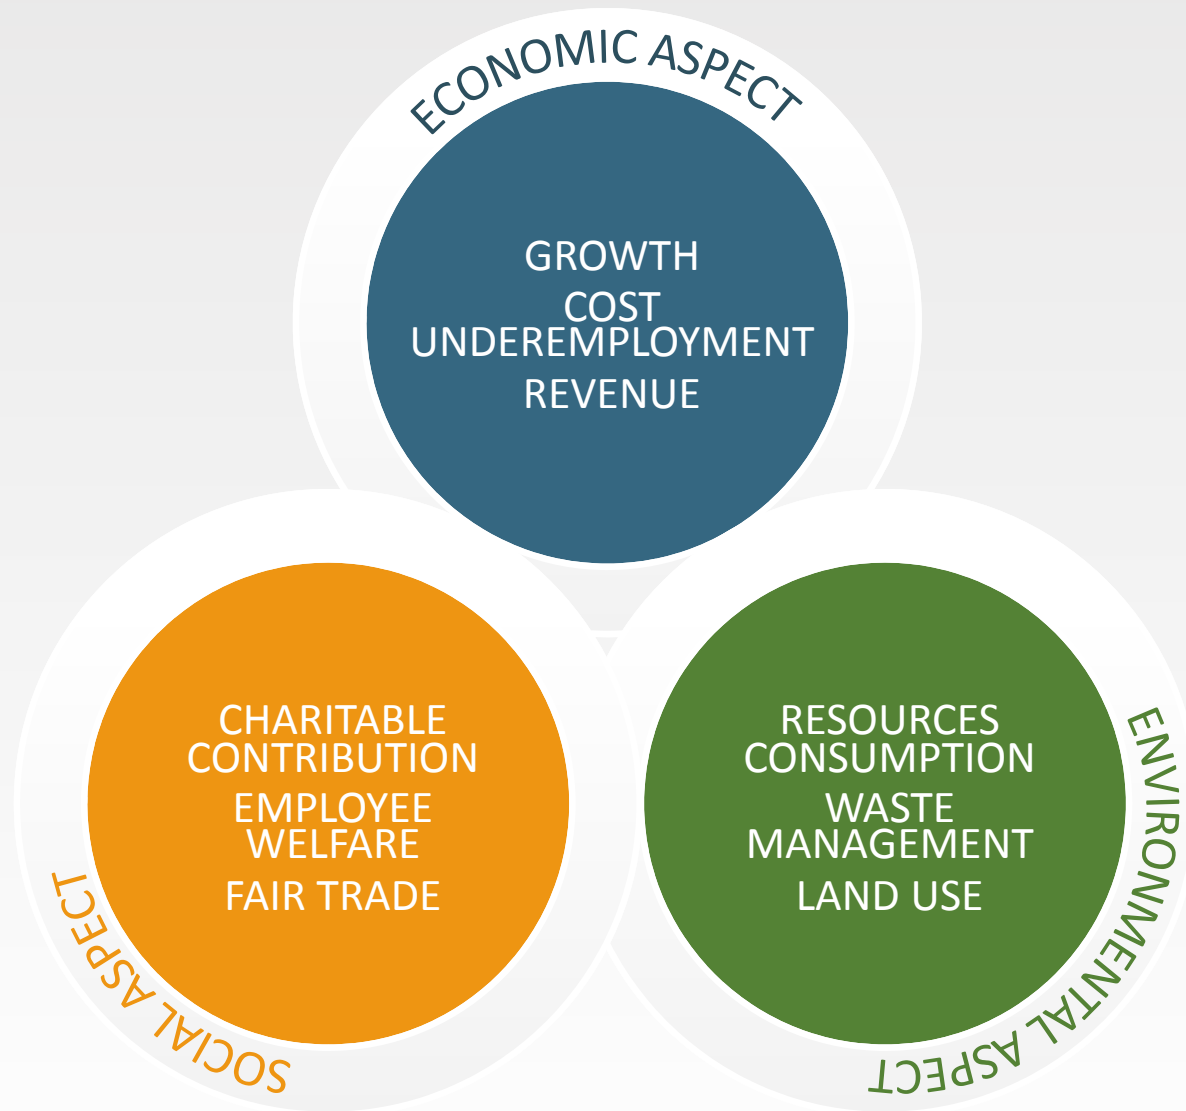 ECONOMIC ASPECT
GROWTH
COST
UNDEREMPLOYMENT
REVENUE
CHARITABLE
CONTRIBUTION
EMPLOYEE
WELFARE
FAIR TRADE
SOCIAL ASPECT
RESOURCES
CONSUMPTION
WASTE
MANAGEMENT
LAND USE
ENVIRONMENTAL ASPECT